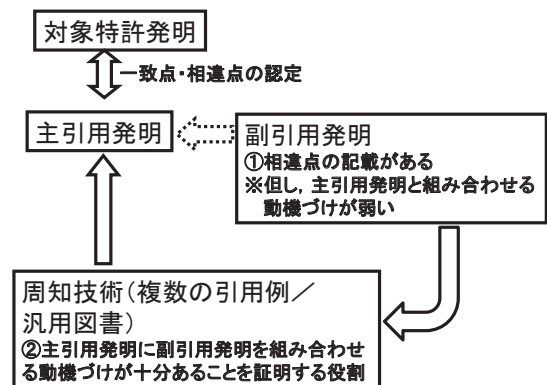 対象特許発明
一致点・相違点の認定
主引用発明
副引用発明
①相違点の記載がある
※但し，主引用発明と組み合わせる
動機づけが弱い
周知技術（複数の引用例／
汎用図書）
②主引用発明に副引用発明を組み合わせ
る動機づけが十分あることを証明する役割